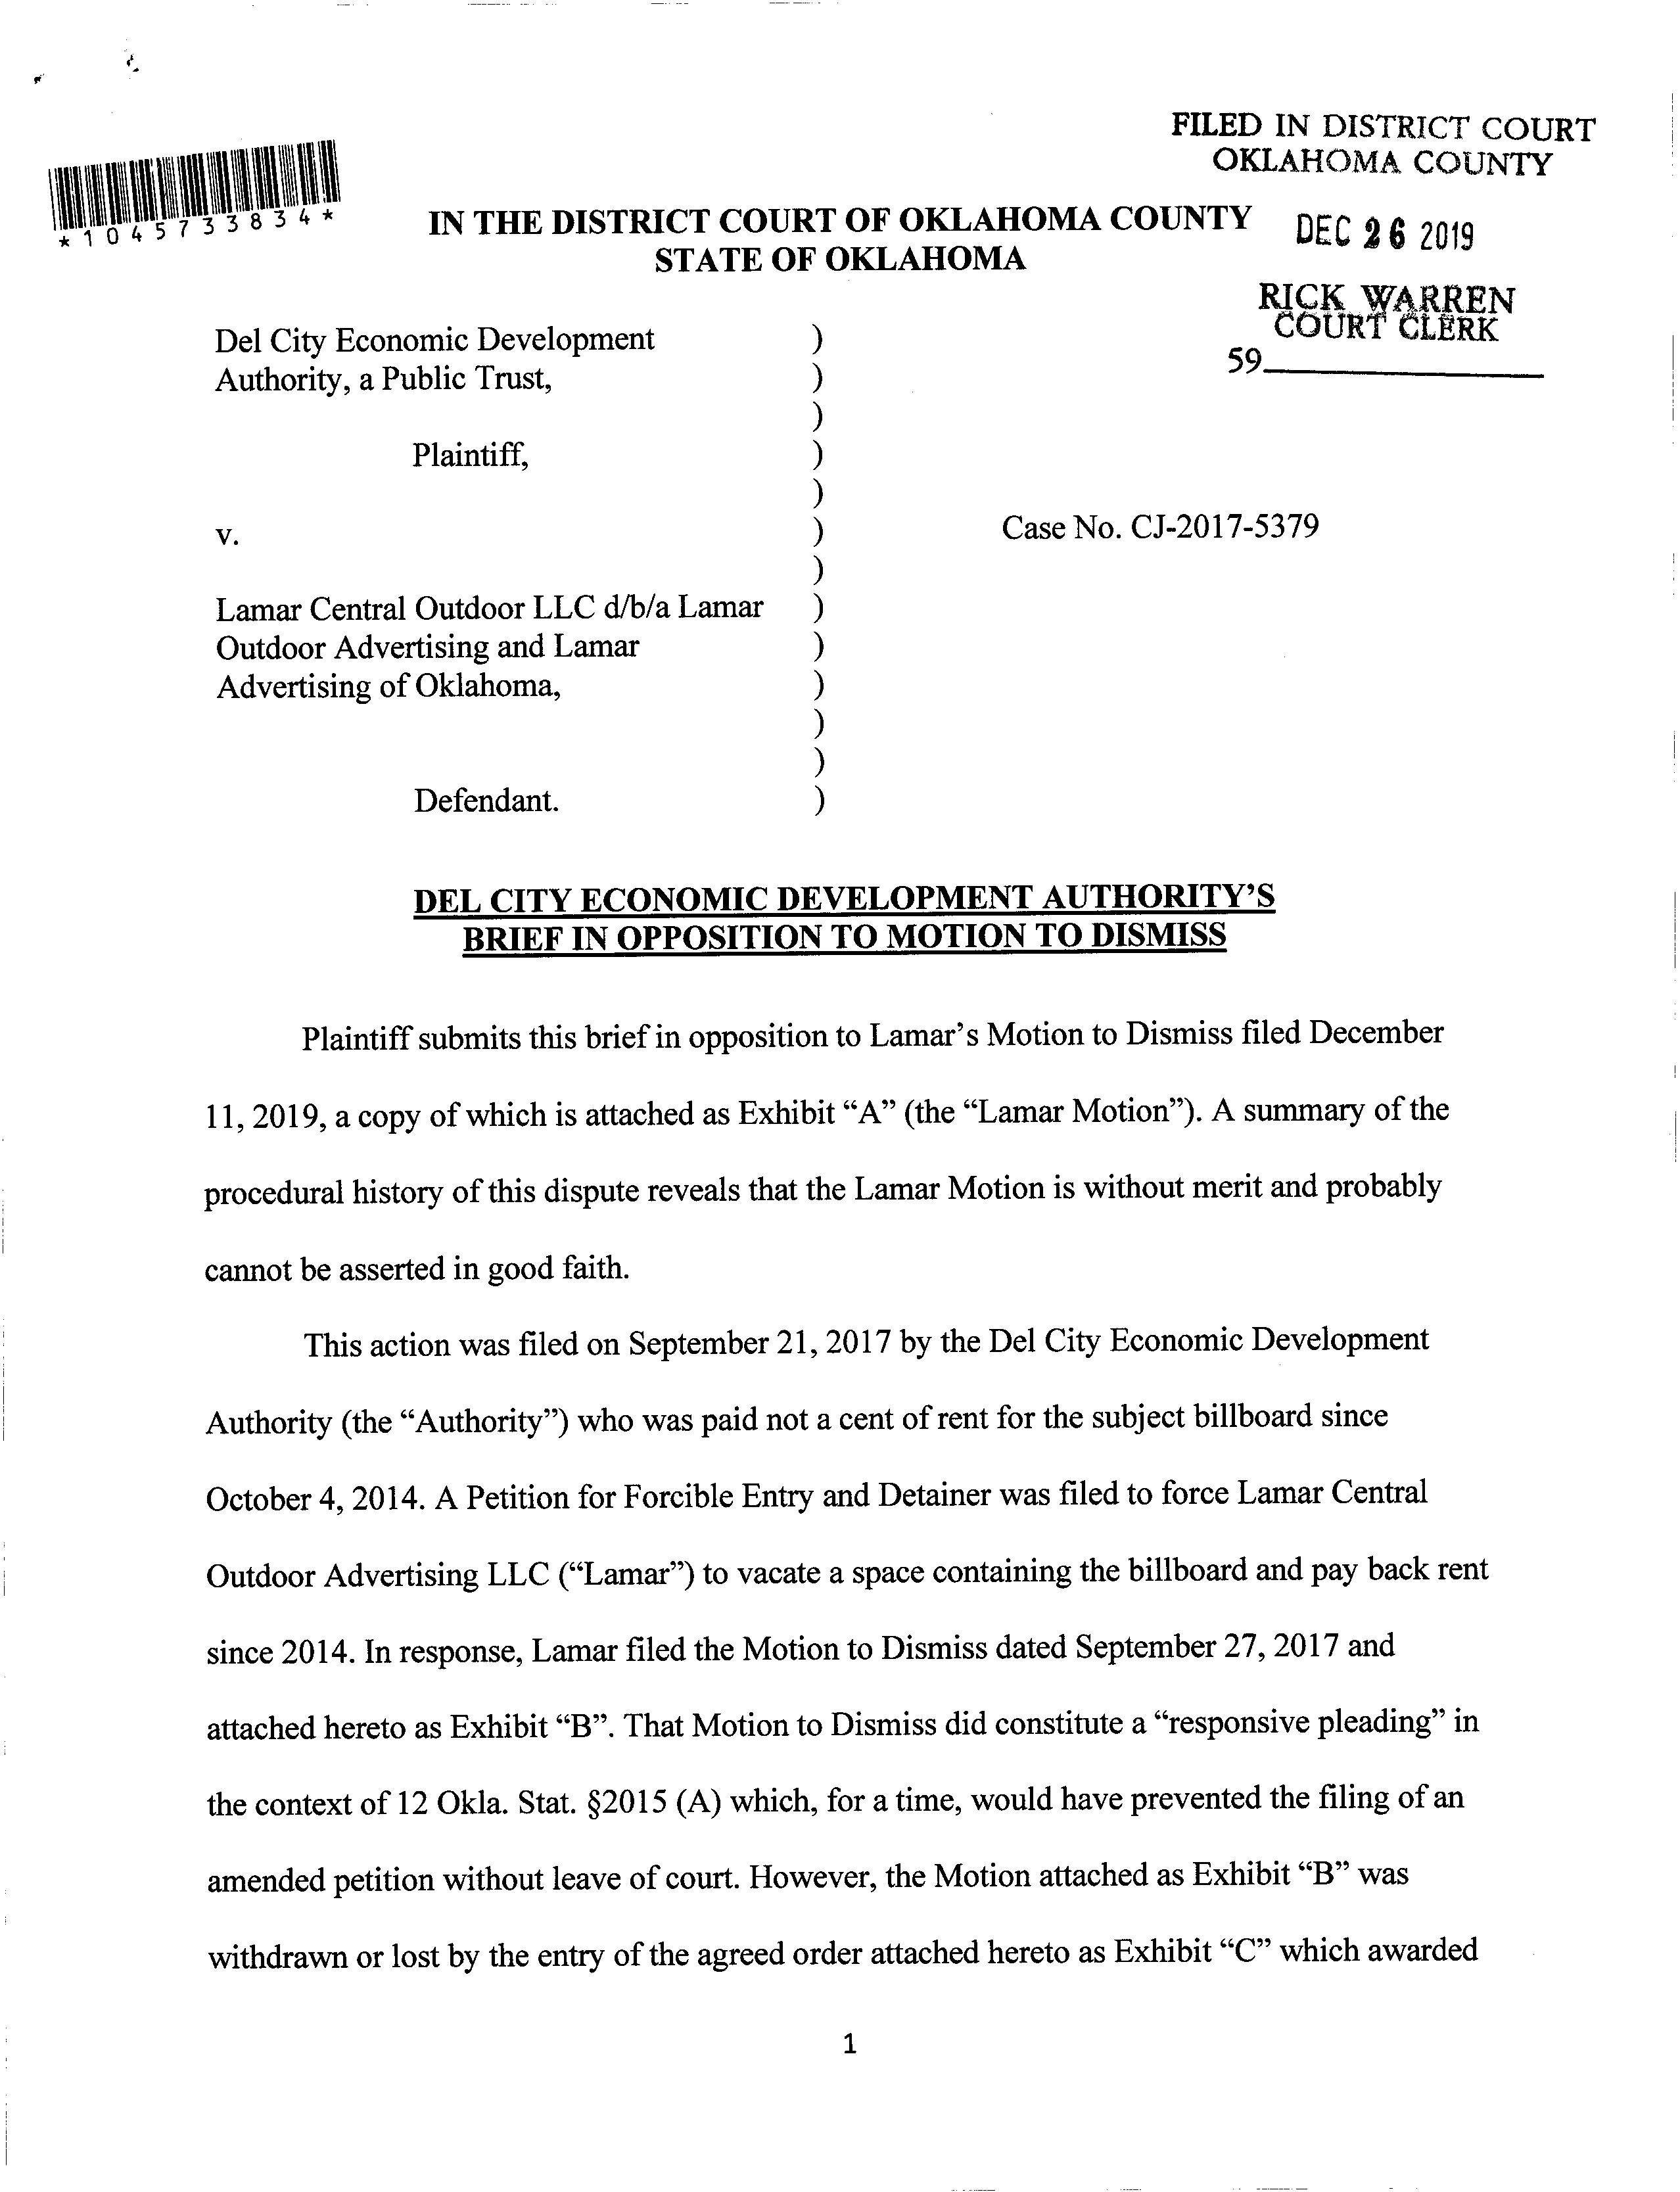 FILED IN DISTRICT COURT
OKLAHOMA COUNTY
*1045733834*
IN THE DISTRICT COURT OF OKLAHOMA COUNTY
STATE OF OKLAHOMA
DEC 26 2019
RICK WARREN
COURT CLERK
59
Del City Economic Development )
Authority, a Public Trust, )
)
Plaintiff, )
)
v. ) Case No. CJ-2017-5379
)
Lamar Central Outdoor LLC d/b/a Lamar )
Outdoor Advertising and Lamar )
Advertising of Oklahoma, )
)
)
Defendant. )
DEL CITY ECONOMIC DEVELOPMENT AUTHORITY'S
BRIEF IN OPPOSITION TO MOTION TO DISMISS
Plaintiff submits this brief in opposition to Lamar's Motion to Dismiss filed December
11, 2019, a copy of which is attached as Exhibit “A” (the “Lamar Motion”). A summary of the
procedural history of this dispute reveals that the Lamar Motion is without merit and probably
cannot be asserted in good faith.
This action was filed on September 21, 2017 by the Del City Economic Development
Authority (the “Authority”) who was paid not a cent of rent for the subject billboard since
October 4, 2014. A Petition for Forcible Entry and Detainer was filed to force Lamar Central
Outdoor Advertising LLC (“Lamar”) to vacate a space containing the billboard and pay back rent
since 2014. In response, Lamar filed the Motion to Dismiss dated September 27, 2017 and
attached hereto as Exhibit “B”. That Motion to Dismiss did constitute a “responsive pleading” in
the context of 12 Okla. Stat. §2015 (A) which, for a time, would have prevented the filing of an
amended petition without leave of court. However, the Motion attached as Exhibit “B” was
withdrawn or lost by the entry of the agreed order attached hereto as Exhibit “C” which awarded
1